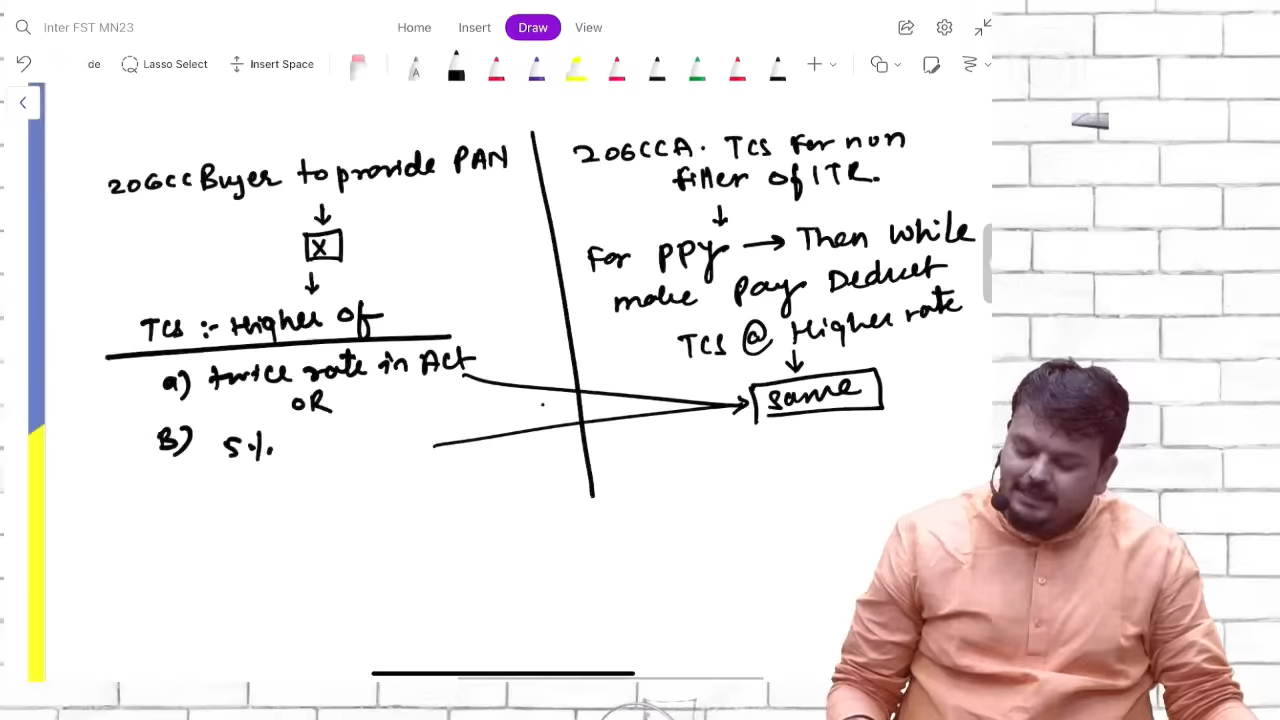 Inter FST MN23
Home Insert Draw View
de Lasso Select Insert Space
A
206CC Buyer to provide PAN
X
TCS :- Higher Of
a) twice rate in Act
OR
B) 5%
206CCA. TCS for non
filler of ITR.
For PPY → Then while
make pay Deduct
TCS @ Higher rate
same